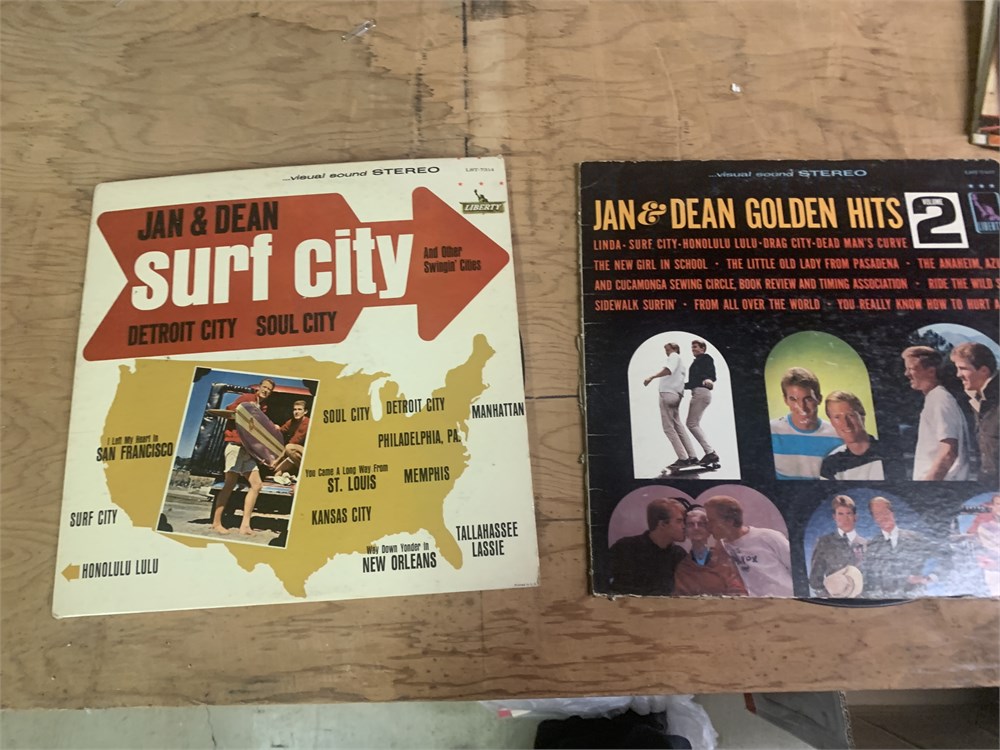 ...visual sound STEREO
LIBERTY
JAN & DEAN
surf city
And Other
Swingin' Cities
DETROIT CITY SOUL CITY
SOUL CITY
DETROIT CITY
MANHATTAN
I Left My Heart In
SAN FRANCISCO
PHILADELPHIA, PA.
You Came A Long Way From
ST. LOUIS
MEMPHIS
KANSAS CITY
SURF CITY
TALLAHASSEE
LASSIE
Way Down Yonder In
NEW ORLEANS
HONOLULU LULU
...visual sound STEREO
JAN & DEAN GOLDEN HITS
VOLUME
2
LINDA · SURF CITY · HONOLULU LULU · DRAG CITY · DEAD MAN'S CURVE
THE NEW GIRL IN SCHOOL · THE LITTLE OLD LADY FROM PASADENA · THE ANAHEIM,
AND CUCAMONGA SEWING CIRCLE, BOOK REVIEW AND TIMING ASSOCIATION · RIDE THE WILD
SIDEWALK SURFIN' · FROM ALL OVER THE WORLD · YOU REALLY KNOW HOW TO HURT